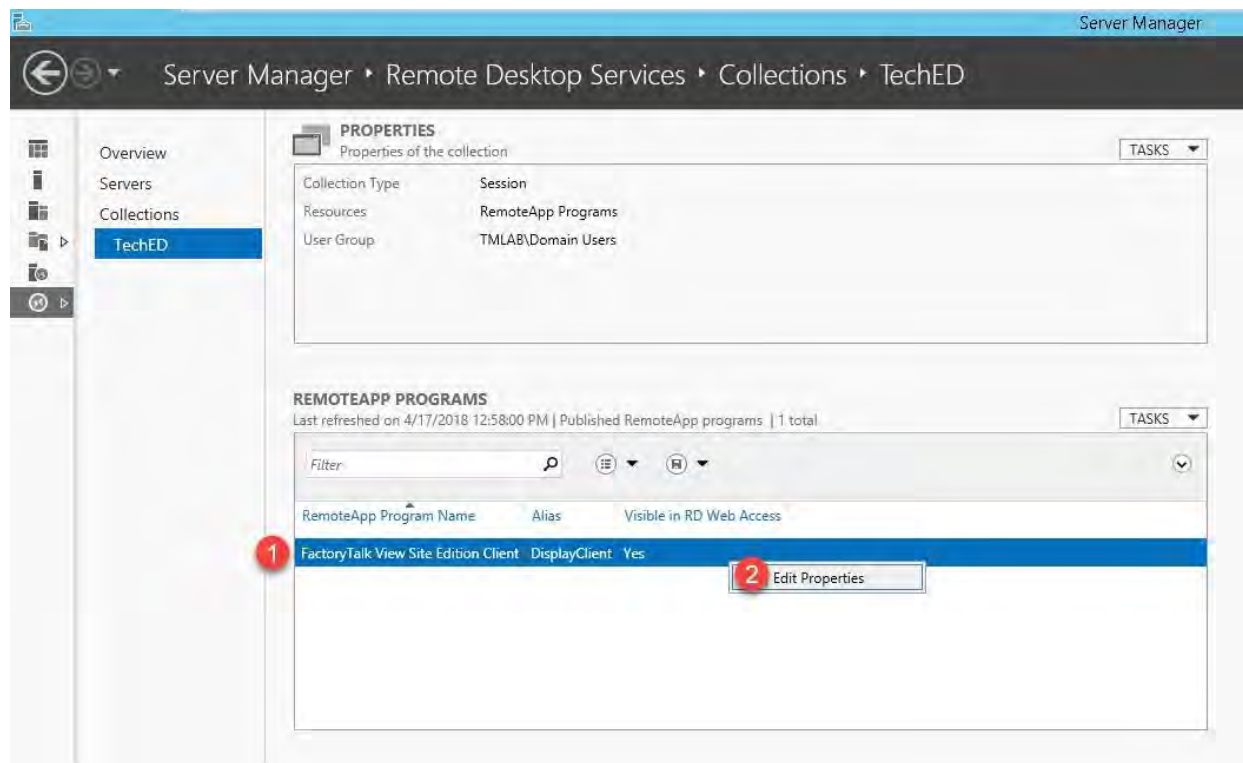 Server Manager
Server Manager ‣ Remote Desktop Services ‣ Collections ‣ TechED
Overview
Servers
Collections
TechED
PROPERTIES
Properties of the collection
TASKS
Collection Type Session
Resources RemoteApp Programs
User Group TMLAB\Domain Users
REMOTEAPP PROGRAMS
Last refreshed on 4/17/2018 12:58:00 PM | Published RemoteApp programs | 1 total
TASKS
Filter
RemoteApp Program Name Alias Visible in RD Web Access
1 FactoryTalk View Site Edition Client DisplayClient Yes
2 Edit Properties